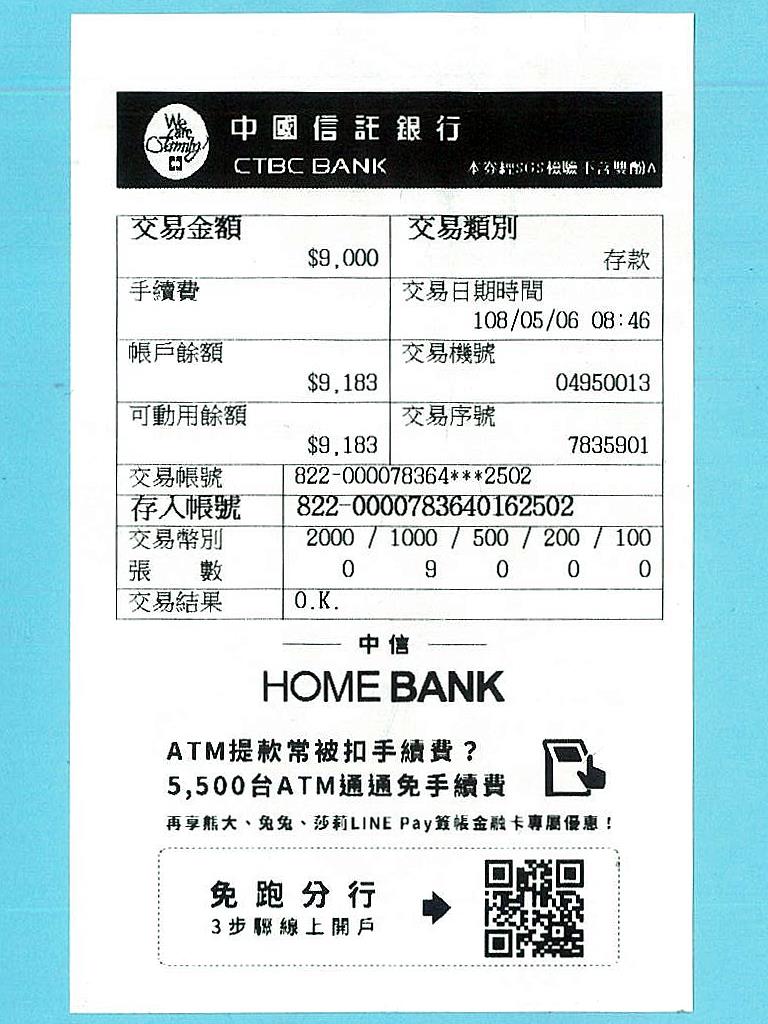 We are Family
中國信託銀行
CTBC BANK
本券經SGS檢驗不含雙酚A
交易金額 交易類別
$9,000 存款
手續費 交易日期時間
108/05/06 08:46
帳戶餘額 交易機號
$9,183 04950013
可動用餘額 交易序號
$9,183 7835901
交易帳號 822-000078364***2502
存入帳號 822-0000783640162502
交易幣別 2000 / 1000 / 500 / 200 / 100
張 數 0 9 0 0 0
交易結果 O.K.
中信
HOME BANK
ATM提款常被扣手續費？
5,500台ATM通通免手續費
再享熊大、兔兔、莎莉LINE Pay簽帳金融卡專屬優惠！
免跑分行
3步驟線上開戶